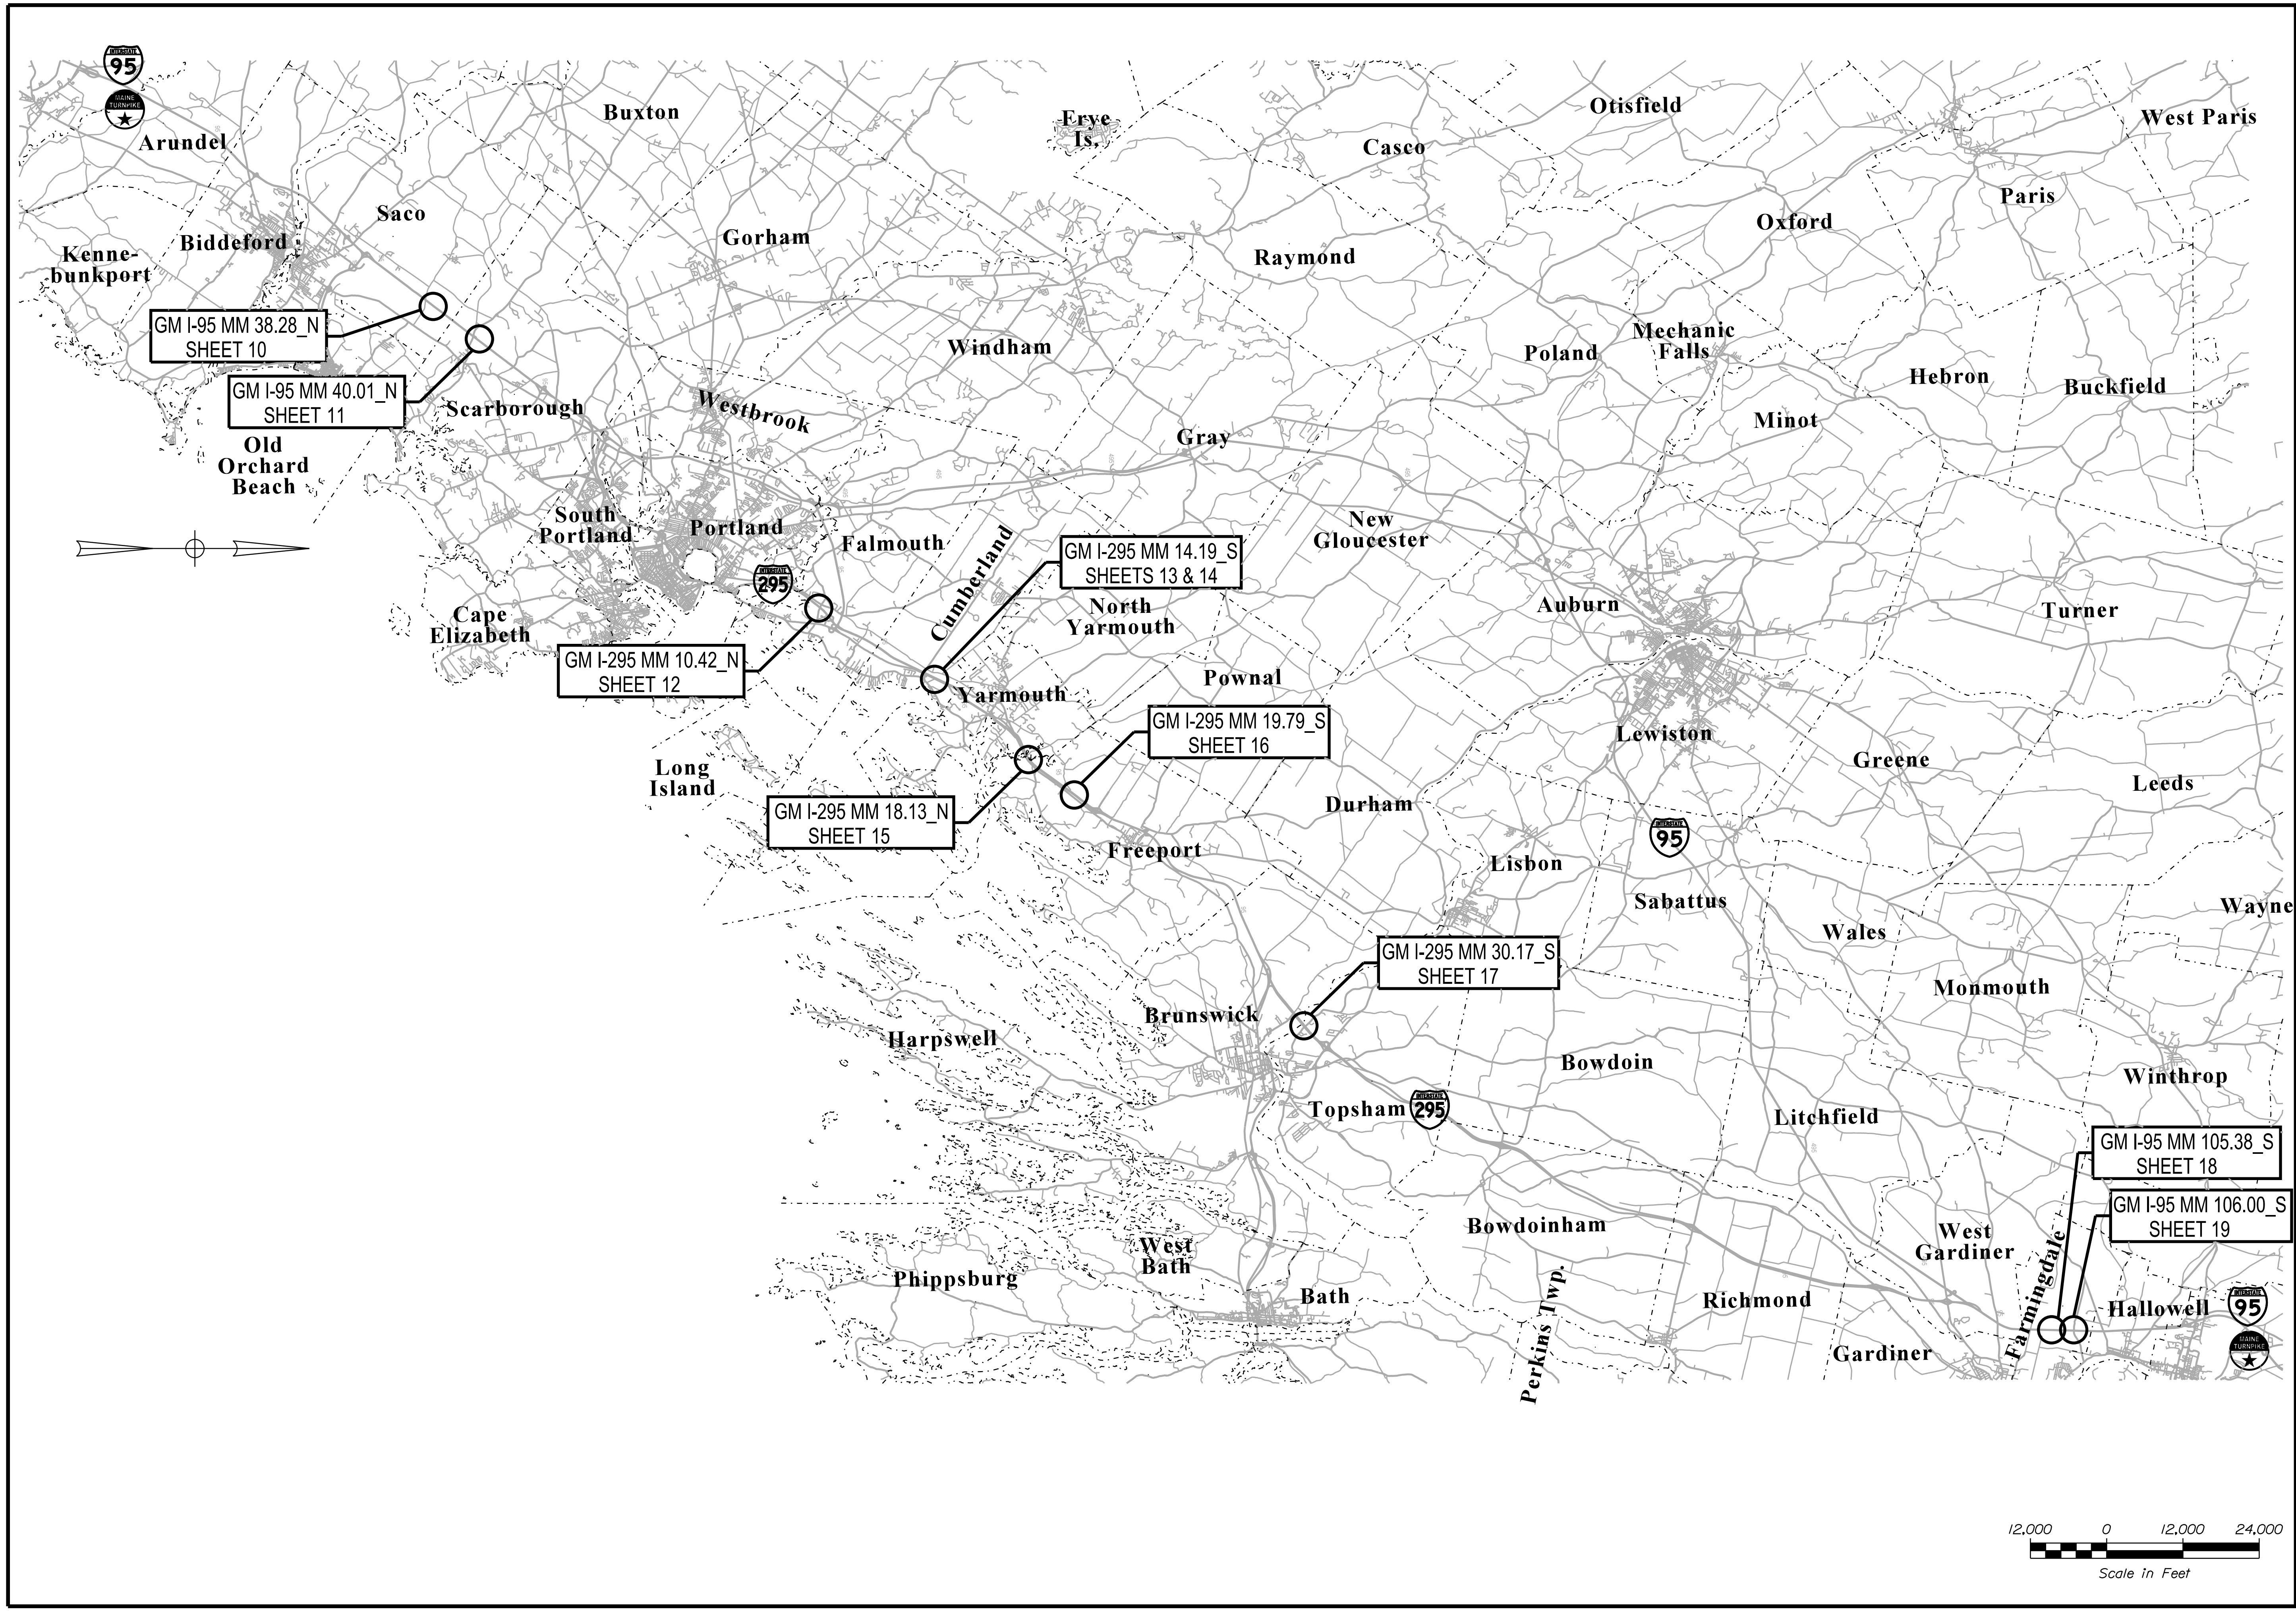 INTERSTATE
95
MAINE
TURNPIKE
Arundel
Buxton
Frye
Is.
Otisfield
Casco
West Paris
Paris
Saco
Biddeford
Kenne-
bunkport
Gorham
Raymond
Oxford
GM I-95 MM 38.28_N
SHEET 10
Windham
Poland
Mechanic
Falls
Hebron
Buckfield
GM I-95 MM 40.01_N
SHEET 11
Scarborough
Westbrook
Minot
Old
Orchard
Beach
Gray
South
Portland
Portland
Falmouth
Cumberland
New
Gloucester
GM I-295 MM 14.19_S
SHEETS 13 & 14
INTERSTATE
295
Cape
Elizabeth
North
Yarmouth
Auburn
Turner
GM I-295 MM 10.42_N
SHEET 12
Yarmouth
Pownal
GM I-295 MM 19.79_S
SHEET 16
Lewiston
Greene
Leeds
Long
Island
GM I-295 MM 18.13_N
SHEET 15
Durham
Freeport
Lisbon
INTERSTATE
95
Sabattus
Wayne
Wales
GM I-295 MM 30.17_S
SHEET 17
Monmouth
Brunswick
Harpswell
Bowdoin
Winthrop
Topsham
INTERSTATE
295
Litchfield
GM I-95 MM 105.38_S
SHEET 18
GM I-95 MM 106.00_S
SHEET 19
Bowdoinham
West
Gardiner
West
Bath
Phippsburg
Bath
Perkins Twp.
Richmond
Farmingdale
Hallowell
INTERSTATE
95
MAINE
TURNPIKE
Gardiner
12,000 0 12,000 24,000
Scale in Feet